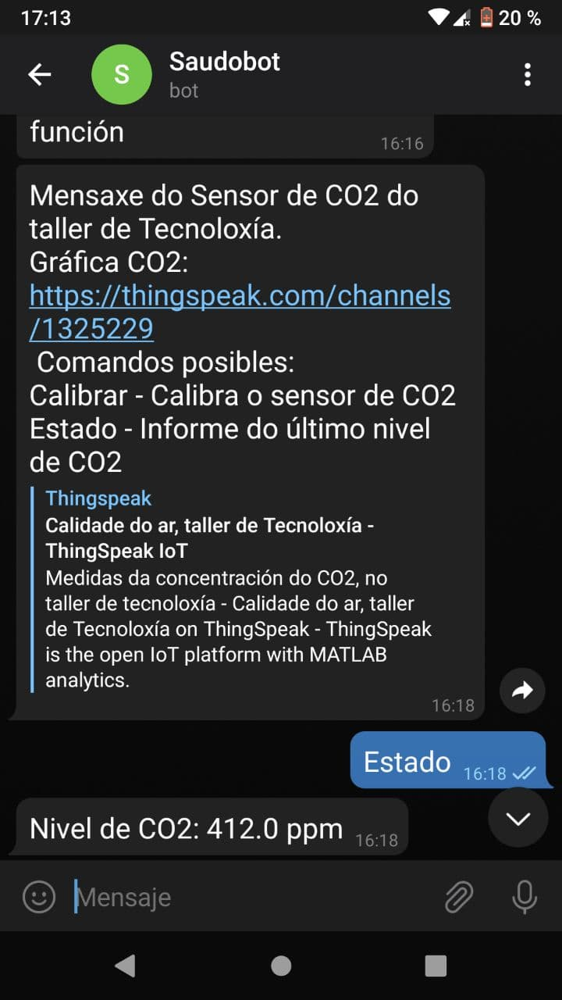 17:13
20 %
S
Saudobot
bot
función
16:16
Mensaxe do Sensor de CO2 do
taller de Tecnoloxía.
Gráfica CO2:
https://thingspeak.com/channels
/1325229
Comandos posibles:
Calibrar - Calibra o sensor de CO2
Estado - Informe do último nivel
de CO2
Thingspeak
Calidade do ar, taller de Tecnoloxía -
ThingSpeak IoT
Medidas da concentración do CO2, no
taller de tecnoloxía - Calidade do ar, taller
de Tecnoloxía on ThingSpeak - ThingSpeak
is the open IoT platform with MATLAB
analytics.
16:18
Estado 16:18
Nivel de CO2: 412.0 ppm 16:18
Mensaje